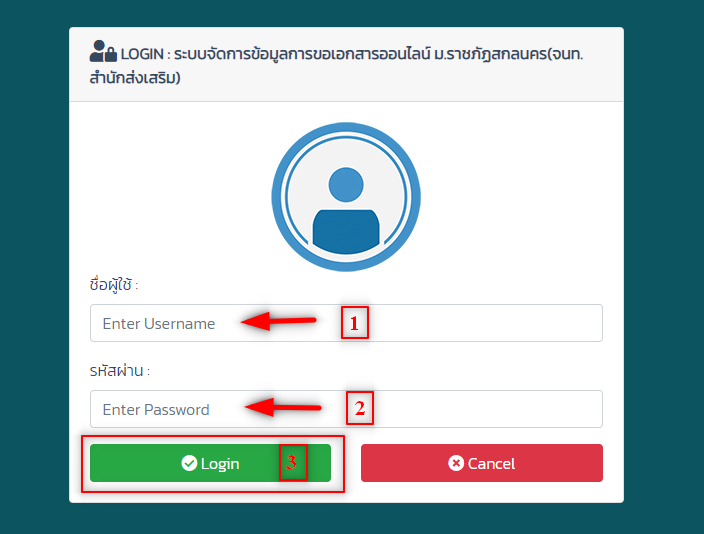 LOGIN : ระบบจัดการข้อมูลการขอเอกสารออนไลน์ ม.ราชภัฏสกลนคร(จนท.
สำนักส่งเสริม)
ชื่อผู้ใช้ :
Enter Username 1
รหัสผ่าน :
Enter Password 2
Login 3 Cancel